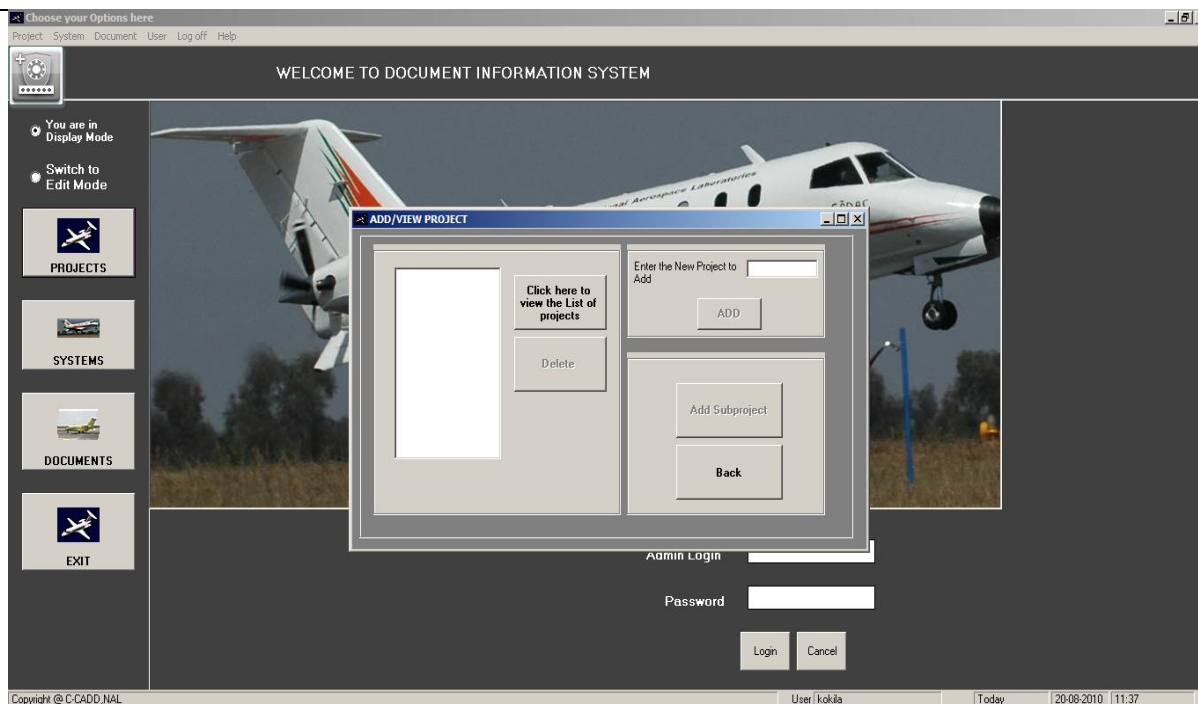 Choose your Options here
Project System Document User Log off Help
WELCOME TO DOCUMENT INFORMATION SYSTEM
You are in
Display Mode
Switch to
Edit Mode
PROJECTS
SYSTEMS
DOCUMENTS
EXIT
Aerospace Laboratories
ADD/VIEW PROJECT
Click here to
view the List of
projects
Delete
Enter the New Project to
Add
ADD
Add Subproject
Back
Admin Login
Password
Login Cancel
Copyright @ C-CADD,NAL User kokila Today 20-08-2010 11:37